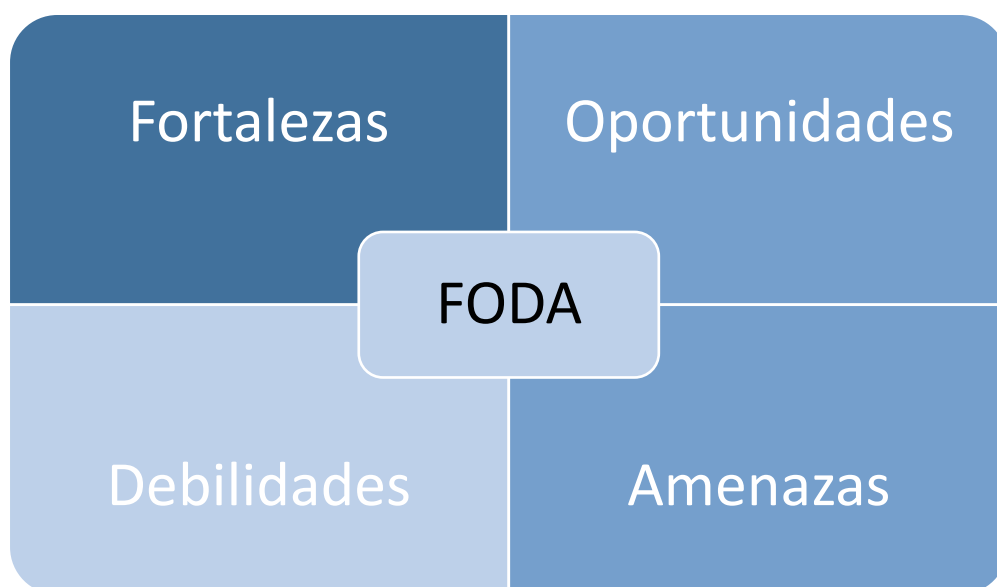 Fortalezas
Oportunidades
FODA
Debilidades
Amenazas